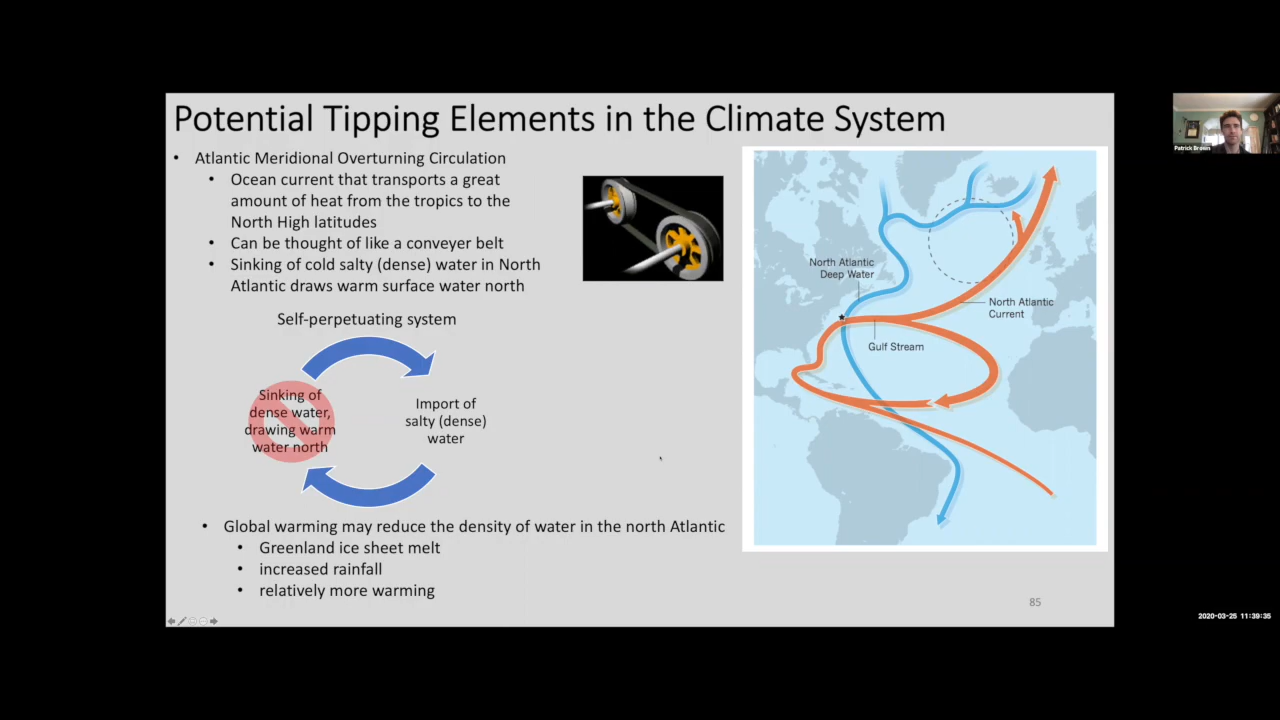 Potential Tipping Elements in the Climate System
• Atlantic Meridional Overturning Circulation
• Ocean current that transports a great
amount of heat from the tropics to the
North High latitudes
• Can be thought of like a conveyer belt
• Sinking of cold salty (dense) water in North
Atlantic draws warm surface water north
Self-perpetuating system
Sinking of
dense water,
drawing warm
water north
Import of
salty (dense)
water
• Global warming may reduce the density of water in the north Atlantic
• Greenland ice sheet melt
• increased rainfall
• relatively more warming
North Atlantic
Deep Water
North Atlantic
Current
Gulf Stream
85
Patrick Brown
2020-03-25 11:39:35